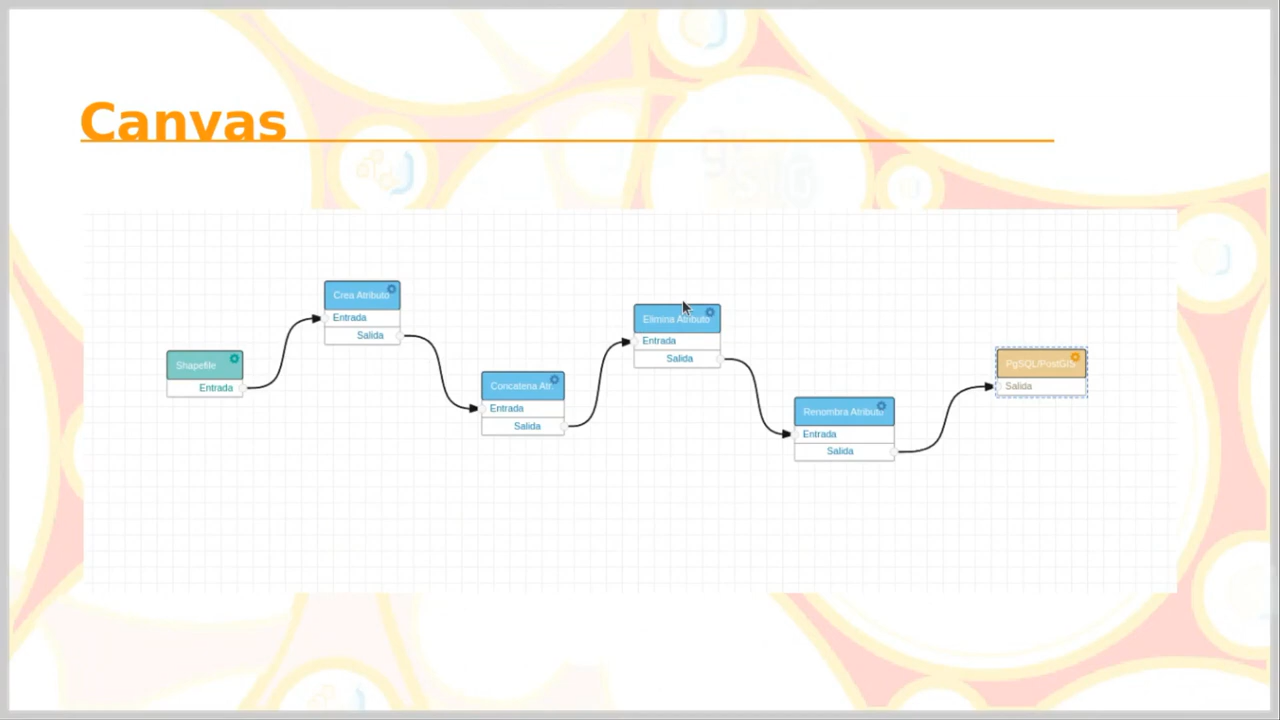 Canvas
Shapefile
Entrada
Crea Atributo
Entrada
Salida
Concatena Atr.
Entrada
Salida
Elimina Atributo
Entrada
Salida
Renombra Atributo
Entrada
Salida
PgSQL/PostGIS
Salida